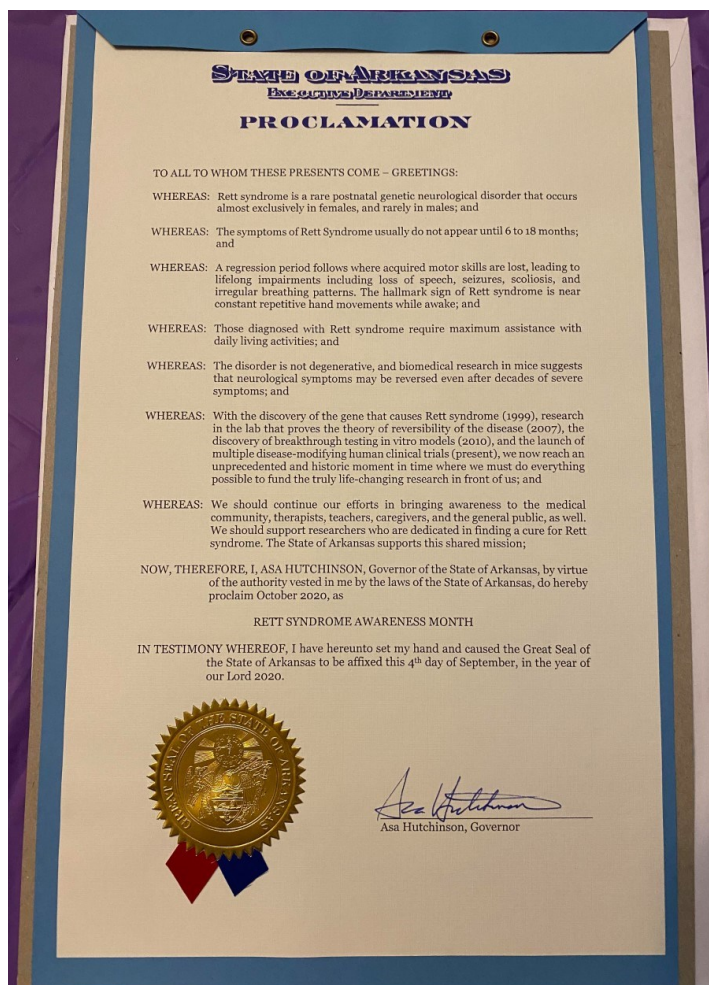 STATE OF ARKANSAS
EXECUTIVE DEPARTMENT
PROCLAMATION
TO ALL TO WHOM THESE PRESENTS COME – GREETINGS:
WHEREAS: Rett syndrome is a rare postnatal genetic neurological disorder that occurs
almost exclusively in females, and rarely in males; and
WHEREAS: The symptoms of Rett Syndrome usually do not appear until 6 to 18 months;
and
WHEREAS: A regression period follows where acquired motor skills are lost, leading to
lifelong impairments including loss of speech, seizures, scoliosis, and
irregular breathing patterns. The hallmark sign of Rett syndrome is near
constant repetitive hand movements while awake; and
WHEREAS: Those diagnosed with Rett syndrome require maximum assistance with
daily living activities; and
WHEREAS: The disorder is not degenerative, and biomedical research in mice suggests
that neurological symptoms may be reversed even after decades of severe
symptoms; and
WHEREAS: With the discovery of the gene that causes Rett syndrome (1999), research
in the lab that proves the theory of reversibility of the disease (2007), the
discovery of breakthrough testing in vitro models (2010), and the launch of
multiple disease-modifying human clinical trials (present), we now reach an
unprecedented and historic moment in time where we must do everything
possible to fund the truly life-changing research in front of us; and
WHEREAS: We should continue our efforts in bringing awareness to the medical
community, therapists, teachers, caregivers, and the general public, as well.
We should support researchers who are dedicated in finding a cure for Rett
syndrome. The State of Arkansas supports this shared mission;
NOW, THEREFORE, I, ASA HUTCHINSON, Governor of the State of Arkansas, by virtue
of the authority vested in me by the laws of the State of Arkansas, do hereby
proclaim October 2020, as
RETT SYNDROME AWARENESS MONTH
IN TESTIMONY WHEREOF, I have hereunto set my hand and caused the Great Seal of
the State of Arkansas to be affixed this 4th day of September, in the year of
our Lord 2020.
GREAT SEAL OF THE STATE OF ARKANSAS
Asa Hutchinson
Asa Hutchinson, Governor